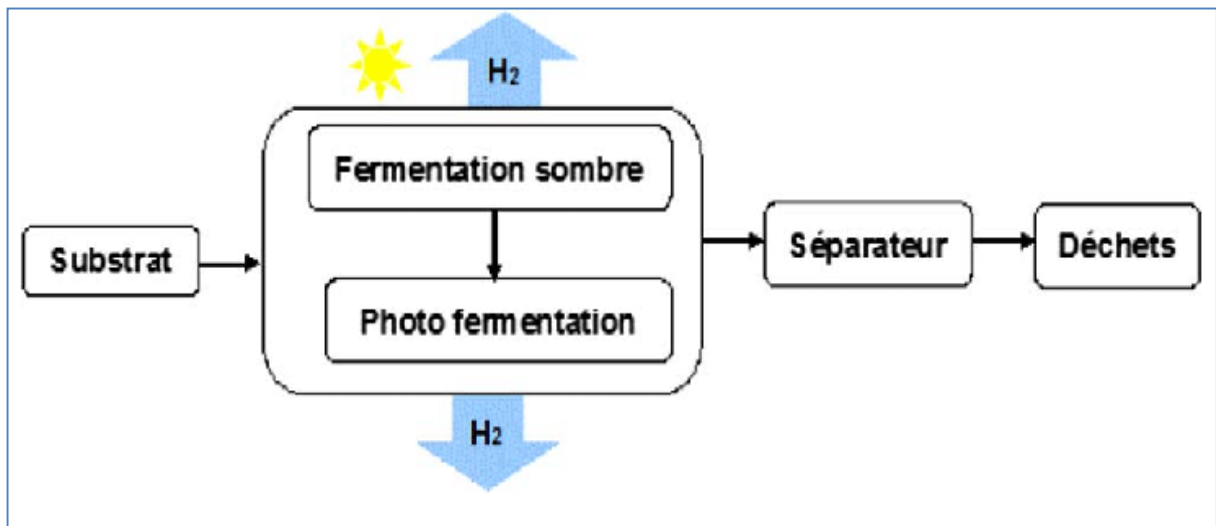 H2
Fermentation sombre
Substrat
Séparateur
Déchets
Photo fermentation
H2